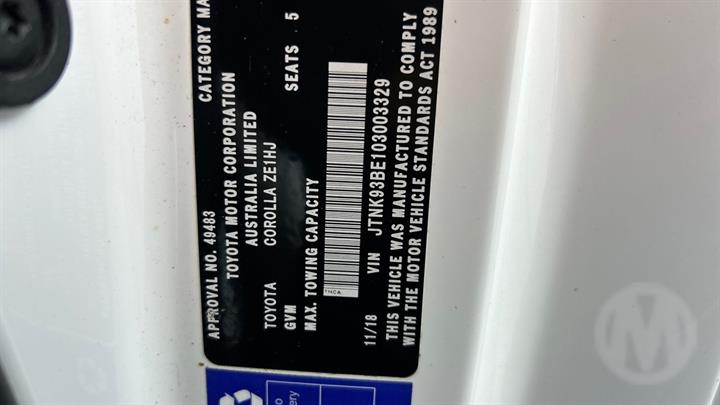 APPROVAL NO. 49483 CATEGORY MA
TOYOTA MOTOR CORPORATION
AUSTRALIA LIMITED
TOYOTA COROLLA ZE1HJ
GVM SEATS 5
MAX. TOWING CAPACITY
11/18 VIN JTNK93BE103003329
THIS VEHICLE WAS MANUFACTURED TO COMPLY
WITH THE MOTOR VEHICLE STANDARDS ACT 1989
M